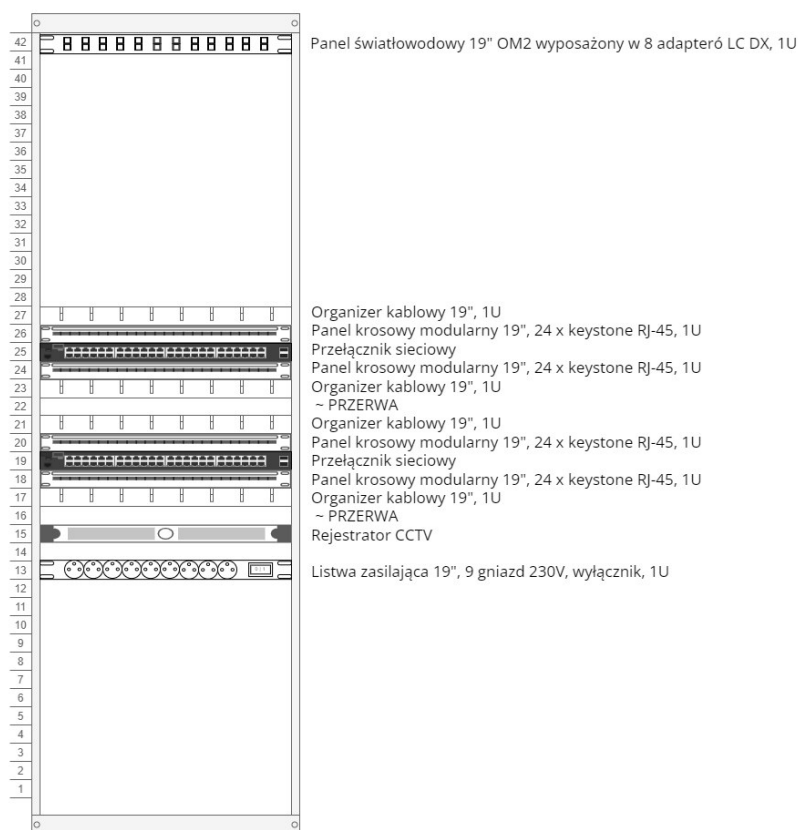 42 Panel światłowodowy 19" OM2 wyposażony w 8 adapteró LC DX, 1U
41
40
39
38
37
36
35
34
33
32
31
30
29
28
27 Organizer kablowy 19", 1U
26 Panel krosowy modularny 19", 24 x keystone RJ-45, 1U
25 Przełącznik sieciowy
24 Panel krosowy modularny 19", 24 x keystone RJ-45, 1U
23 Organizer kablowy 19", 1U
22 ~ PRZERWA
21 Organizer kablowy 19", 1U
20 Panel krosowy modularny 19", 24 x keystone RJ-45, 1U
19 Przełącznik sieciowy
18 Panel krosowy modularny 19", 24 x keystone RJ-45, 1U
17 Organizer kablowy 19", 1U
16 ~ PRZERWA
15 Rejestrator CCTV
14
13 Listwa zasilająca 19", 9 gniazd 230V, wyłącznik, 1U
12
11
10
9
8
7
6
5
4
3
2
1